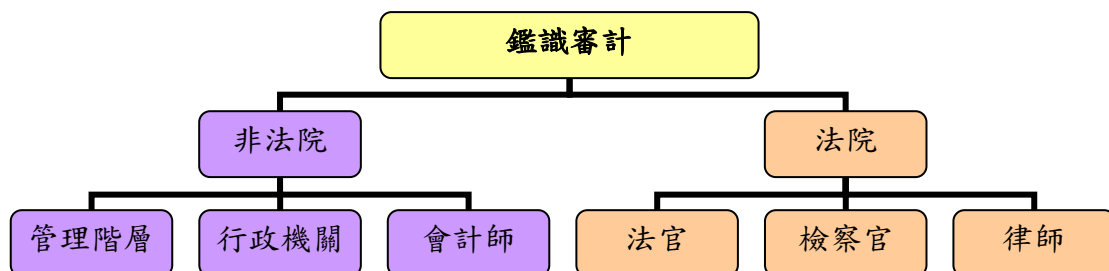 鑑識審計
非法院
法院
管理階層
行政機關
會計師
法官
檢察官
律師